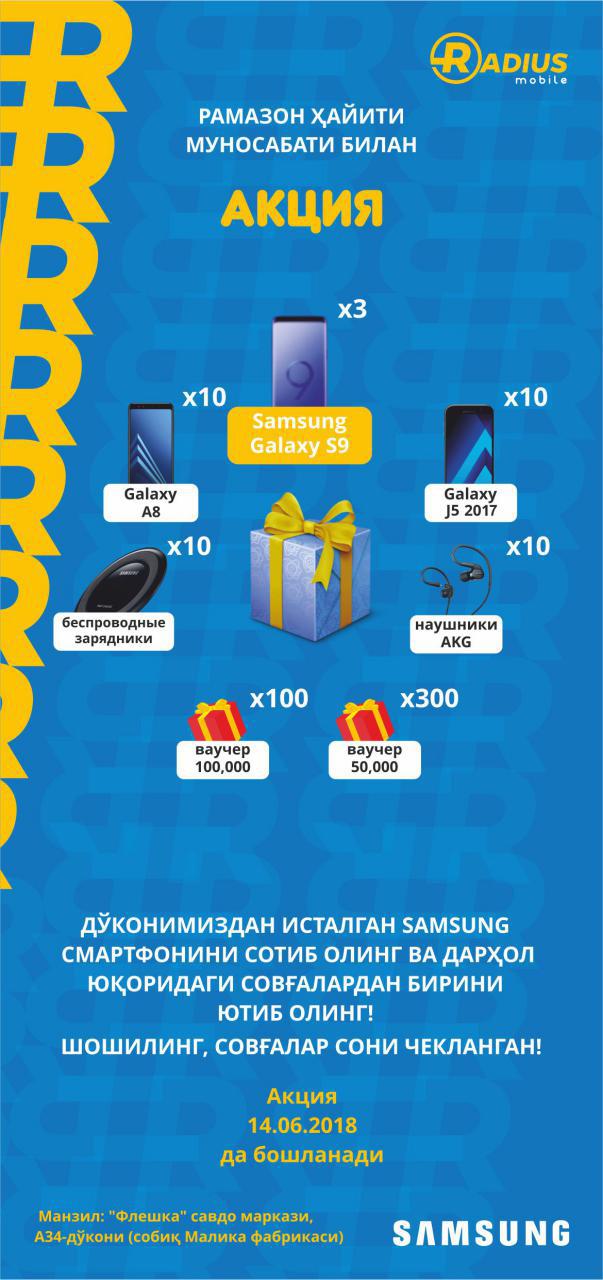 RADIUS
mobile
РАМАЗОН ҲАЙИТИ
МУНОСАБАТИ БИЛАН
АКЦИЯ
x3
Samsung
Galaxy S9
x10
Galaxy
A8
x10
Galaxy
J5 2017
x10
SAMSUNG
беспроводные
зарядники
x10
наушники
AKG
x100
ваучер
100,000
x300
ваучер
50,000
ДЎКОНИМИЗДАН ИСТАЛГАН SAMSUNG
СМАРТФОНИНИ СОТИБ ОЛИНГ ВА ДАРҲОЛ
ЮҚОРИДАГИ СОВҒАЛАРДАН БИРИНИ
ЮТИБ ОЛИНГ!
ШОШИЛИНГ, СОВҒАЛАР СОНИ ЧЕКЛАНГАН!
Акция
14.06.2018
да бошланади
Манзил: "Флешка" савдо маркази,
А34-дўкони (собиқ Малика фабрикаси)
SAMSUNG